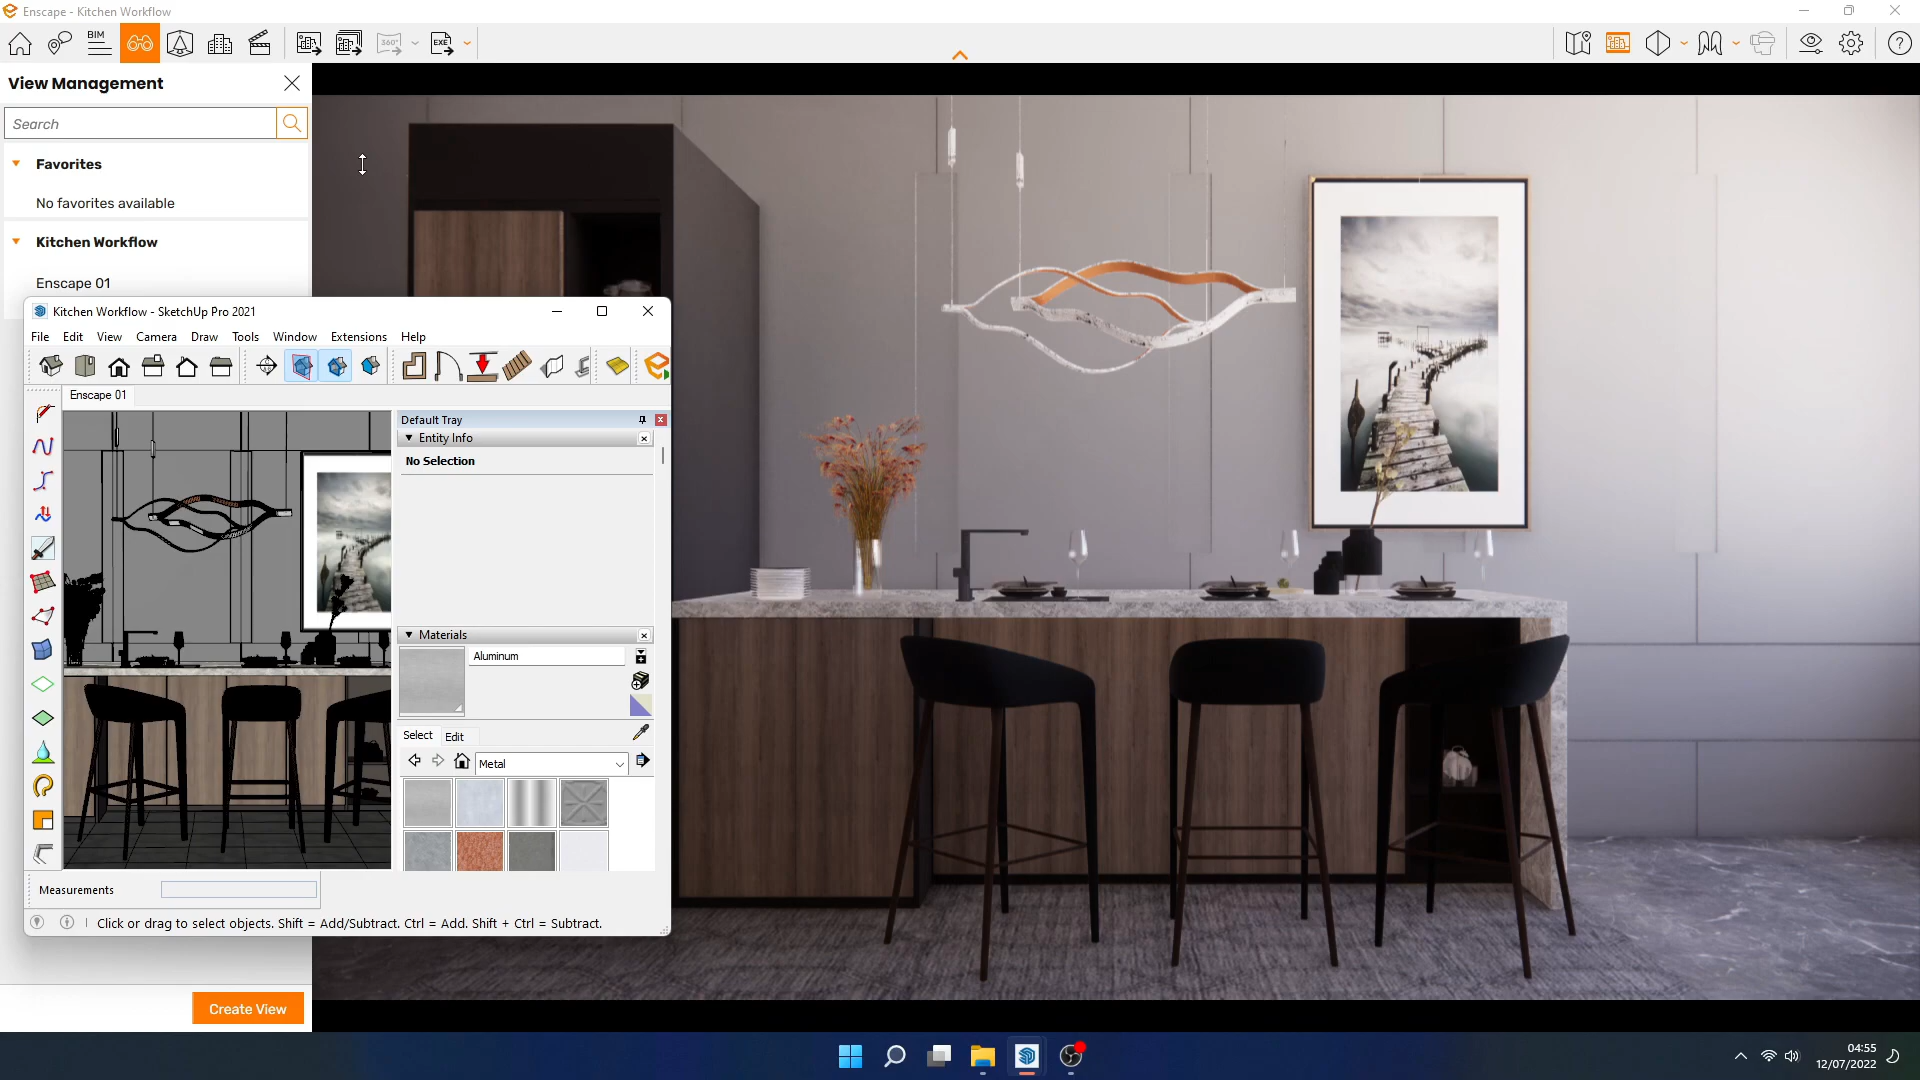 Enscape - Kitchen Workflow
BIM
360°
EXE
View Management
Search
Favorites
No favorites available
Kitchen Workflow
Enscape 01
Kitchen Workflow - SketchUp Pro 2021
File Edit View Camera Draw Tools Window Extensions Help
Enscape 01
Default Tray
Entity Info
No Selection
Materials
Aluminum
Select Edit
Metal
Measurements
Click or drag to select objects. Shift = Add/Subtract. Ctrl = Add. Shift + Ctrl = Subtract.
Create View
04:55
12/07/2022